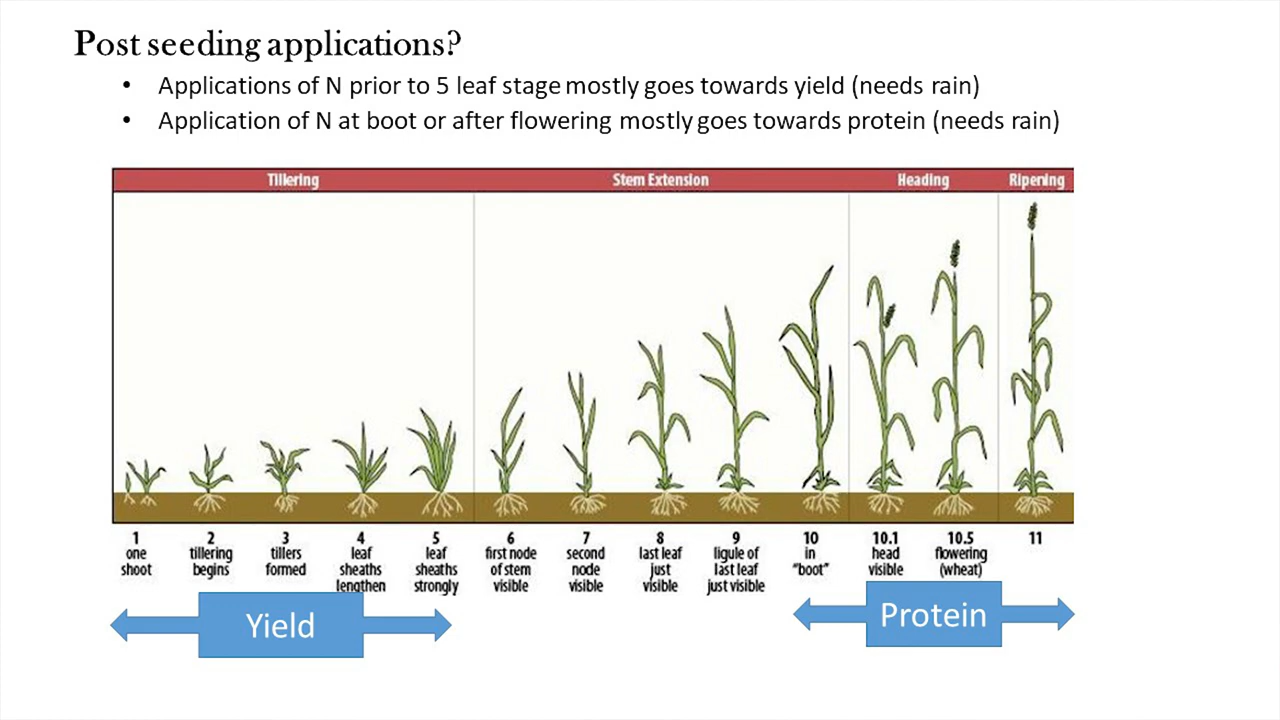 Post seeding applications?
• Applications of N prior to 5 leaf stage mostly goes towards yield (needs rain)
• Application of N at boot or after flowering mostly goes towards protein (needs rain)
Tillering Stem Extension Heading Ripening
1 2 3 4 5 6 7 8 9 10 10.1 10.5 11
one tillering tillers leaf leaf first node second last leaf ligule of in head flowering
shoot begins formed sheaths sheaths of stem node just last leaf "boot" visible (wheat)
lengthen strongly visible visible visible just visible
Yield Protein